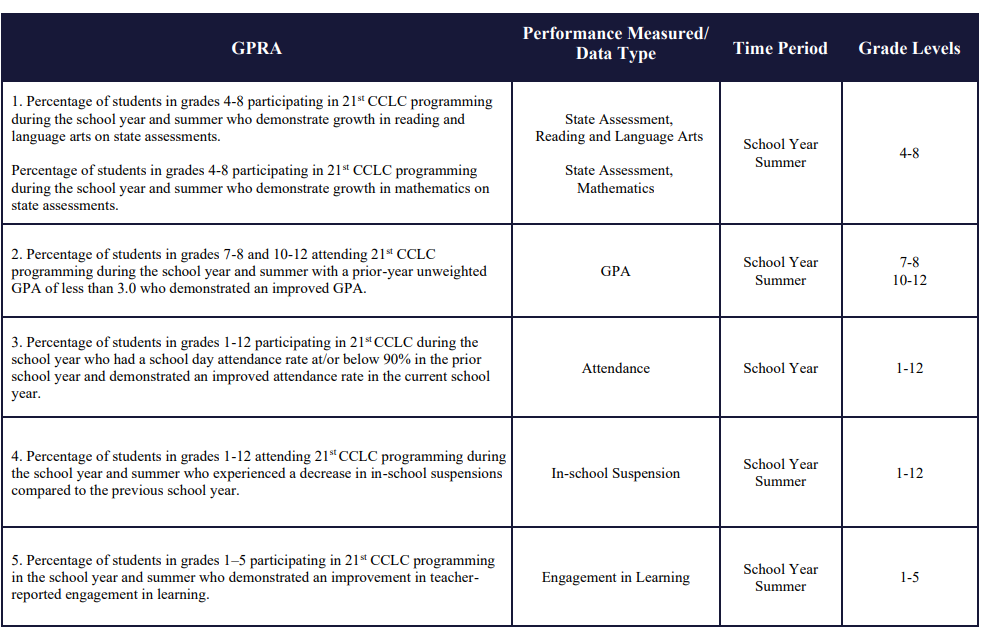 GPRA
Performance Measured/
Data Type
Time Period
Grade Levels
1. Percentage of students in grades 4-8 participating in 21st CCLC programming
during the school year and summer who demonstrate growth in reading and
language arts on state assessments.
Percentage of students in grades 4-8 participating in 21st CCLC programming
during the school year and summer who demonstrate growth in mathematics on
state assessments.
State Assessment,
Reading and Language Arts
State Assessment,
Mathematics
School Year
Summer
4-8
2. Percentage of students in grades 7-8 and 10-12 attending 21st CCLC
programming during the school year and summer with a prior-year unweighted
GPA of less than 3.0 who demonstrated an improved GPA.
GPA
School Year
Summer
7-8
10-12
3. Percentage of students in grades 1-12 participating in 21st CCLC during the
school year who had a school day attendance rate at/or below 90% in the prior
school year and demonstrated an improved attendance rate in the current school
year.
Attendance
School Year
1-12
4. Percentage of students in grades 1-12 attending 21st CCLC programming during
the school year and summer who experienced a decrease in in-school suspensions
compared to the previous school year.
In-school Suspension
School Year
Summer
1-12
5. Percentage of students in grades 1–5 participating in 21st CCLC programming
in the school year and summer who demonstrated an improvement in teacher-
reported engagement in learning.
Engagement in Learning
School Year
Summer
1-5